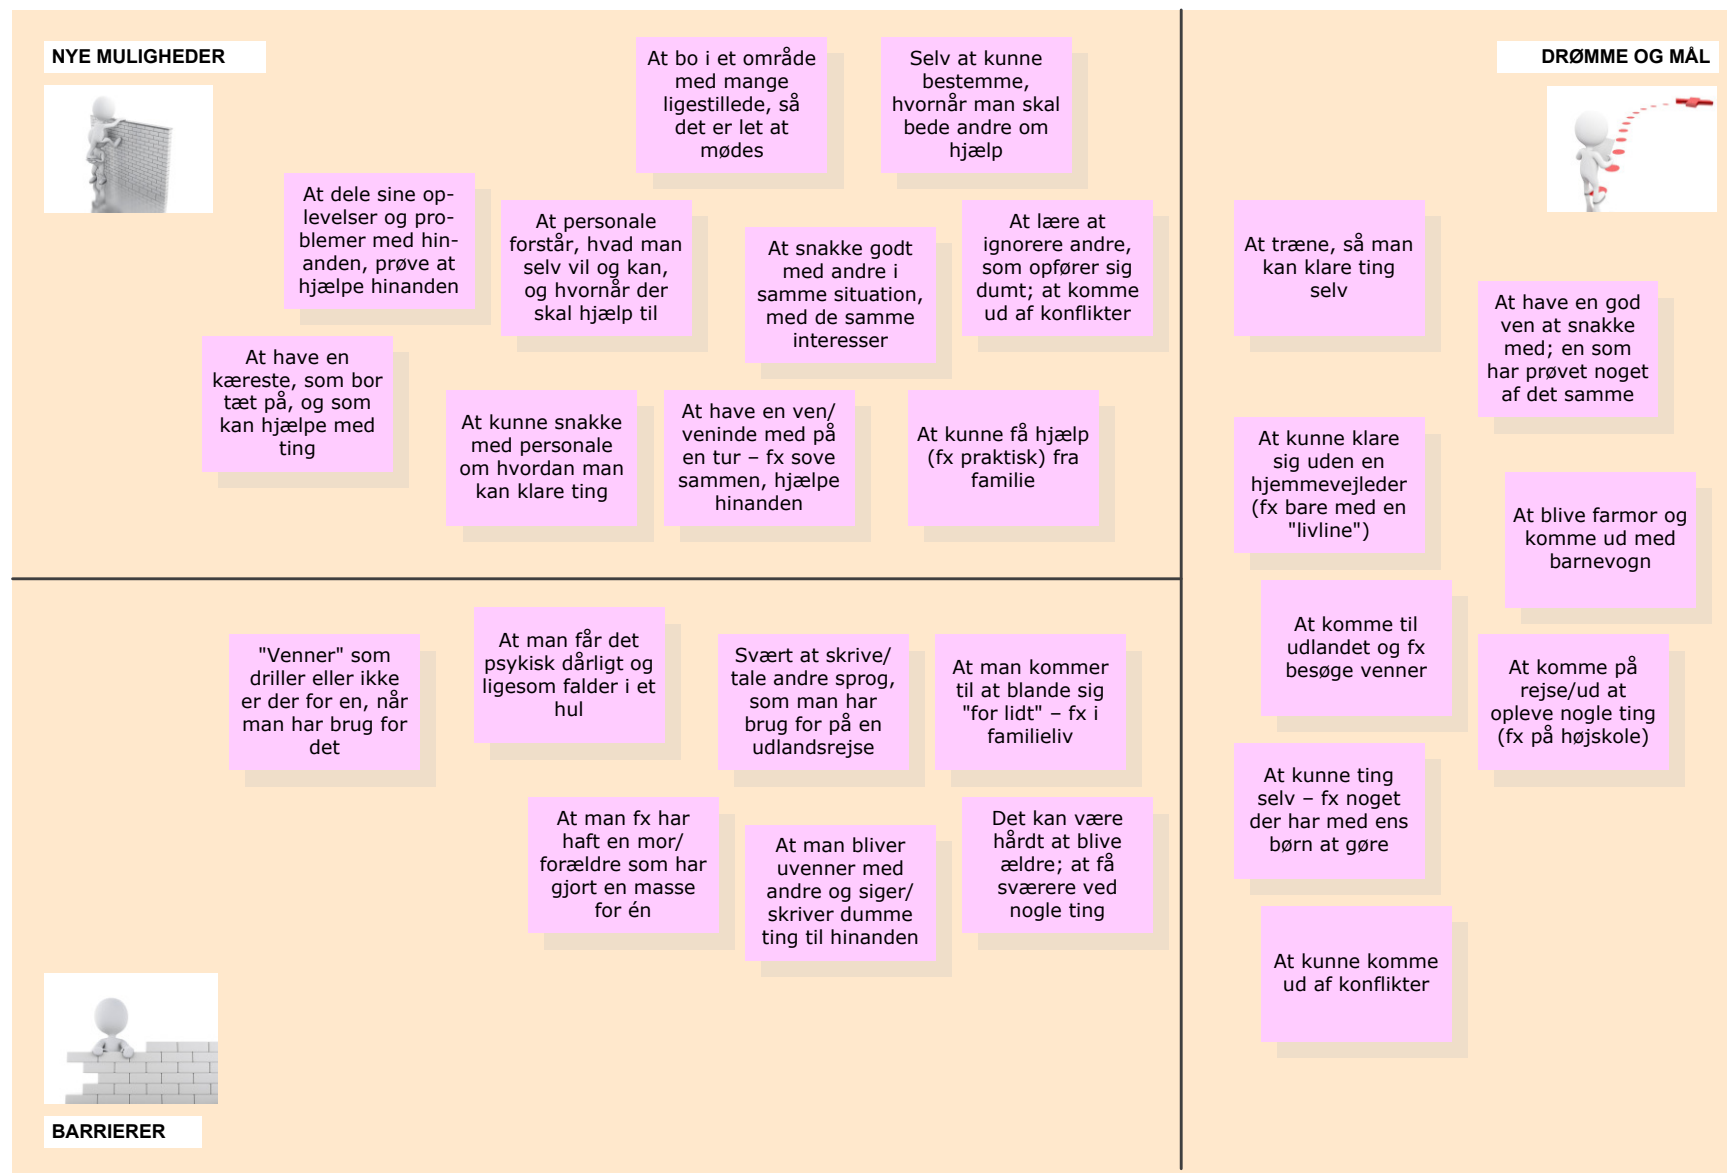 NYE MULIGHEDER
At bo i et område
med mange
ligestillede, så
det er let at
mødes
Selv at kunne
bestemme,
hvornår man skal
bede andre om
hjælp
At dele sine op-
levelser og pro-
blemer med hin-
anden, prøve at
hjælpe hinanden
At personale
forstår, hvad man
selv vil og kan,
og hvornår der
skal hjælp til
At snakke godt
med andre i
samme situation,
med de samme
interesser
At lære at
ignorere andre,
som opfører sig
dumt; at komme
ud af konflikter
At have en
kæreste, som bor
tæt på, og som
kan hjælpe med
ting
At kunne snakke
med personale
om hvordan man
kan klare ting
At have en ven/
veninde med på
en tur – fx sove
sammen, hjælpe
hinanden
At kunne få hjælp
(fx praktisk) fra
familie
DRØMME OG MÅL
At træne, så man
kan klare ting
selv
At have en god
ven at snakke
med; en som
har prøvet noget
af det samme
At kunne klare
sig uden en
hjemmevejleder
(fx bare med en
"livline")
At blive farmor og
komme ud med
barnevogn
At komme til
udlandet og fx
besøge venner
At komme på
rejse/ud at
opleve nogle ting
(fx på højskole)
At kunne ting
selv – fx noget
der har med ens
børn at gøre
At kunne komme
ud af konflikter
"Venner" som
driller eller ikke
er der for en, når
man har brug for
det
At man får det
psykisk dårligt og
ligesom falder i et
hul
Svært at skrive/
tale andre sprog,
som man har
brug for på en
udlandsrejse
At man kommer
til at blande sig
"for lidt" – fx i
familieliv
At man fx har
haft en mor/
forældre som har
gjort en masse
for én
At man bliver
uvenner med
andre og siger/
skriver dumme
ting til hinanden
Det kan være
hårdt at blive
ældre; at få
sværere ved
nogle ting
BARRIERER